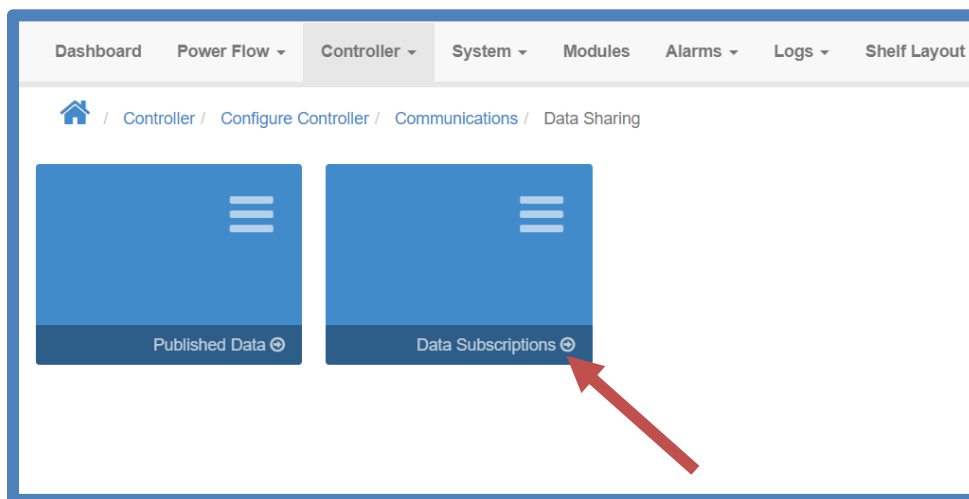 Dashboard Power Flow Controller System Modules Alarms Logs Shelf Layout
/ Controller / Configure Controller / Communications / Data Sharing
Published Data Data Subscriptions